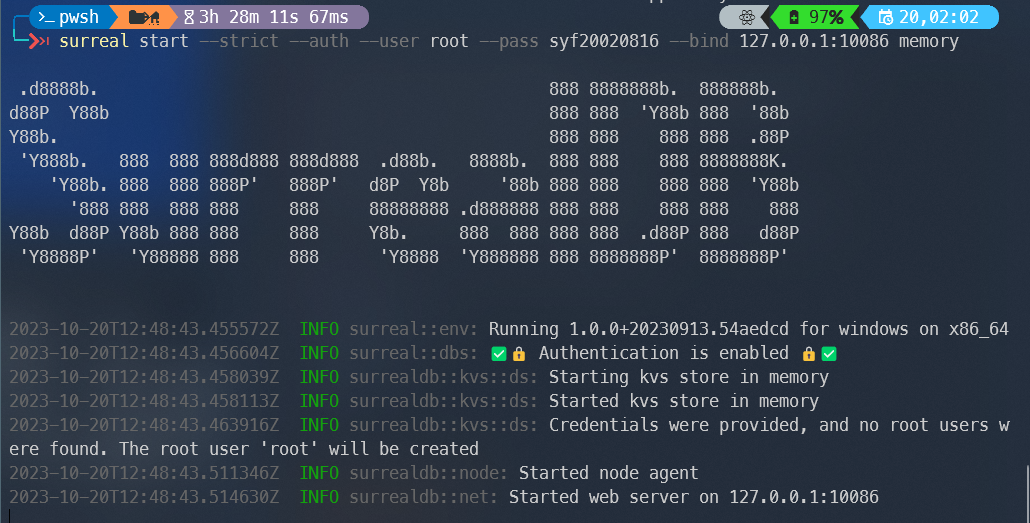 pwsh 3h 28m 11s 67ms 97% 20,02:02
surreal start --strict --auth --user root --pass syf20020816 --bind 127.0.0.1:10086 memory
 .d8888b.                                             888 8888888b.  888888b.
d88P  Y88b                                            888 888  'Y88b 888  '88b
Y88b.                                                 888 888    888 888  .88P
 'Y888b.   888  888 888d888 888d888  .d88b.   8888b.  888 888    888 8888888K.
    'Y88b. 888  888 888P'   888P'   d8P  Y8b     '88b 888 888    888 888  'Y88b
      '888 888  888 888     888     88888888 .d888888 888 888    888 888    888
Y88b  d88P Y88b 888 888     888     Y8b.     888  888 888 888  .d88P 888   d88P
 'Y8888P'   'Y88888 888     888      'Y8888  'Y888888 888 8888888P'  8888888P'
2023-10-20T12:48:43.455572Z  INFO surreal::env: Running 1.0.0+20230913.54aedcd for windows on x86_64
2023-10-20T12:48:43.456604Z  INFO surreal::dbs: ✅🔒 Authentication is enabled 🔒✅
2023-10-20T12:48:43.458039Z  INFO surrealdb::kvs::ds: Starting kvs store in memory
2023-10-20T12:48:43.458113Z  INFO surrealdb::kvs::ds: Started kvs store in memory
2023-10-20T12:48:43.463916Z  INFO surrealdb::kvs::ds: Credentials were provided, and no root users w
ere found. The root user 'root' will be created
2023-10-20T12:48:43.511346Z  INFO surrealdb::node: Started node agent
2023-10-20T12:48:43.514630Z  INFO surrealdb::net: Started web server on 127.0.0.1:10086